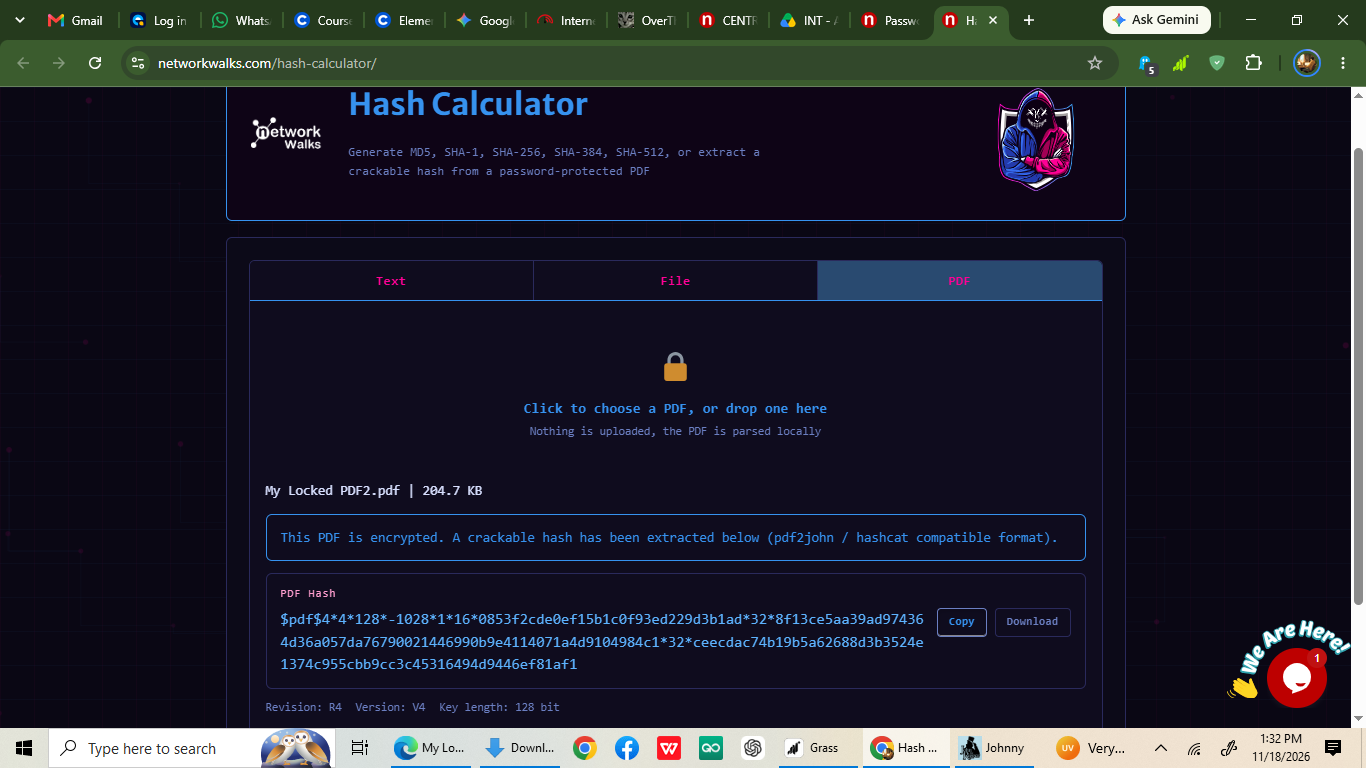 Gmail
Log in
Whats
Course
Eleme
Google
Intern
OverT
CENTR
INT - A
Passw
Ha
Ask Gemini
networkwalks.com/hash-calculator/
5
network
Walks
Hash Calculator
Generate MD5, SHA-1, SHA-256, SHA-384, SHA-512, or extract a
crackable hash from a password-protected PDF
Text
File
PDF
Click to choose a PDF, or drop one here
Nothing is uploaded, the PDF is parsed locally
My Locked PDF2.pdf | 204.7 KB
This PDF is encrypted. A crackable hash has been extracted below (pdf2john / hashcat compatible format).
PDF Hash
$pdf$4*4*128*-1028*1*16*0853f2cde0ef15b1c0f93ed229d3b1ad*32*8f13ce5aa39ad97436
4d36a057da76790021446990b9e4114071a4d9104984c1*32*ceecdac74b19b5a62688d3b3524e
1374c955cbb9cc3c45316494d9446ef81af1
Copy
Download
Revision: R4 Version: V4 Key length: 128 bit
We Are Here!
1
Type here to search
My Lo...
Downl...
Grass
Hash ...
Johnny
UV
Very...
1:32 PM
11/18/2026